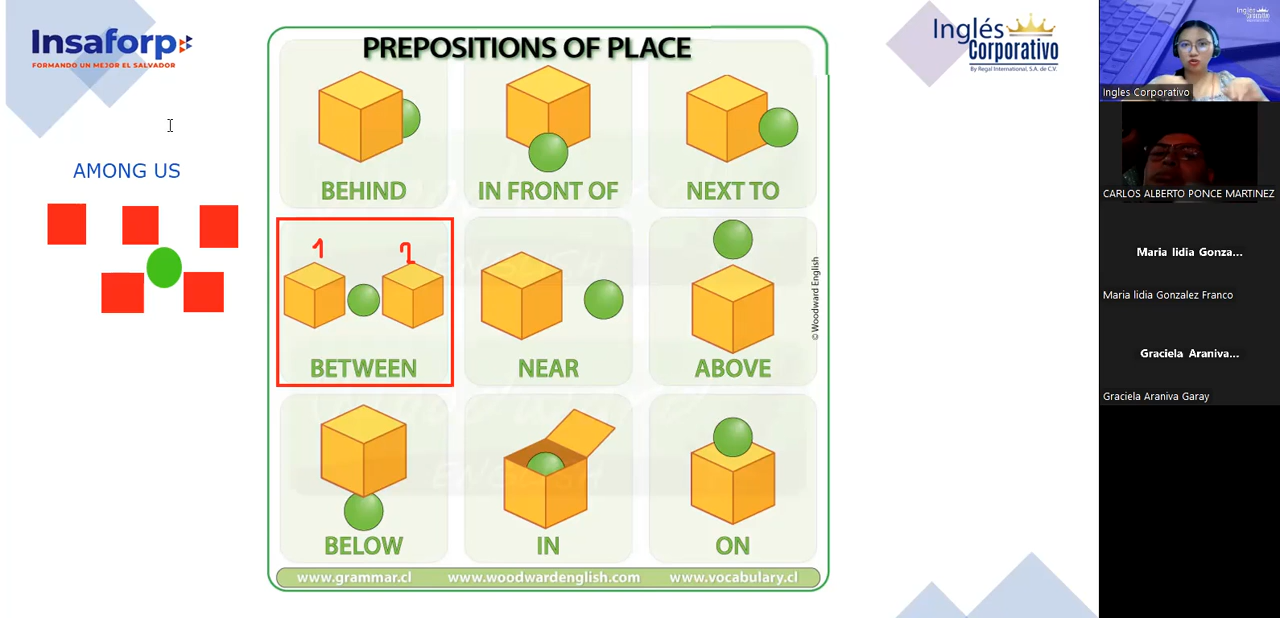 Insaforp
FORMANDO UN MEJOR EL SALVADOR
AMONG US
PREPOSITIONS OF PLACE
BEHIND
IN FRONT OF
NEXT TO
1
2
BETWEEN
NEAR
ABOVE
© Woodward English
BELOW
IN
ON
www.grammar.cl
www.woodwardenglish.com
www.vocabulary.cl
Inglés
Corporativo
By Regal International, S.A. de C.V.
Inglés
Corporativo
Ingles Corporativo
CARLOS ALBERTO PONCE MARTINEZ
Maria lidia Gonza...
Maria lidia Gonzalez Franco
Graciela Araniva...
Graciela Araniva Garay